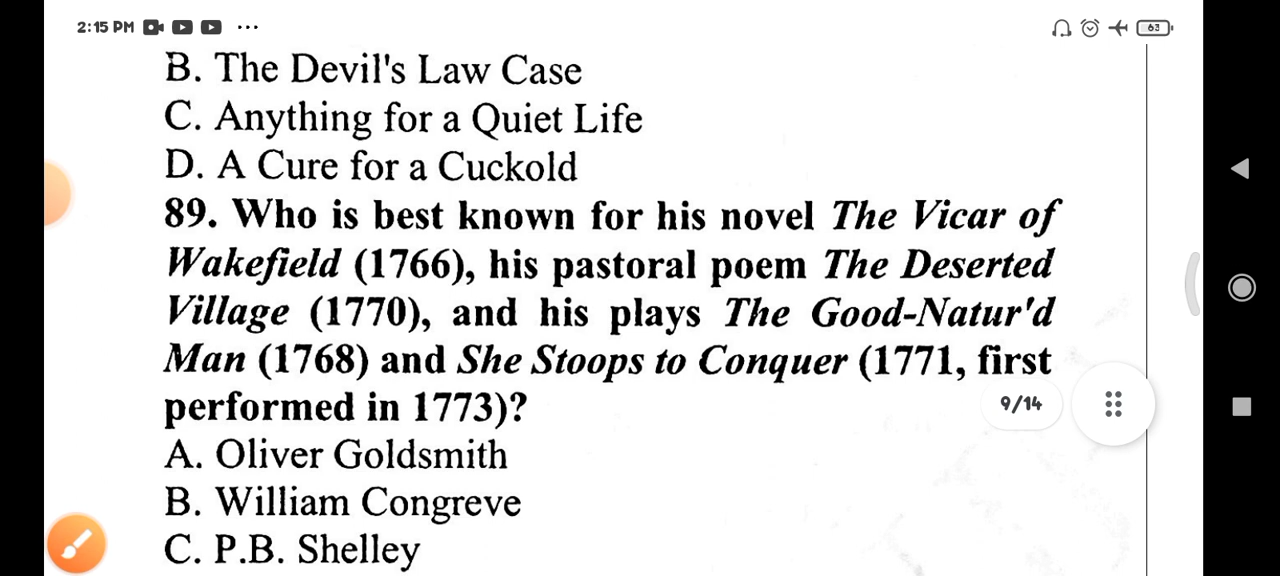 2:15 PM ...
63
B. The Devil's Law Case
C. Anything for a Quiet Life
D. A Cure for a Cuckold
89. Who is best known for his novel The Vicar of
Wakefield (1766), his pastoral poem The Deserted
Village (1770), and his plays The Good-Natur'd
Man (1768) and She Stoops to Conquer (1771, first
performed in 1773)?
9/14
A. Oliver Goldsmith
B. William Congreve
C. P.B. Shelley